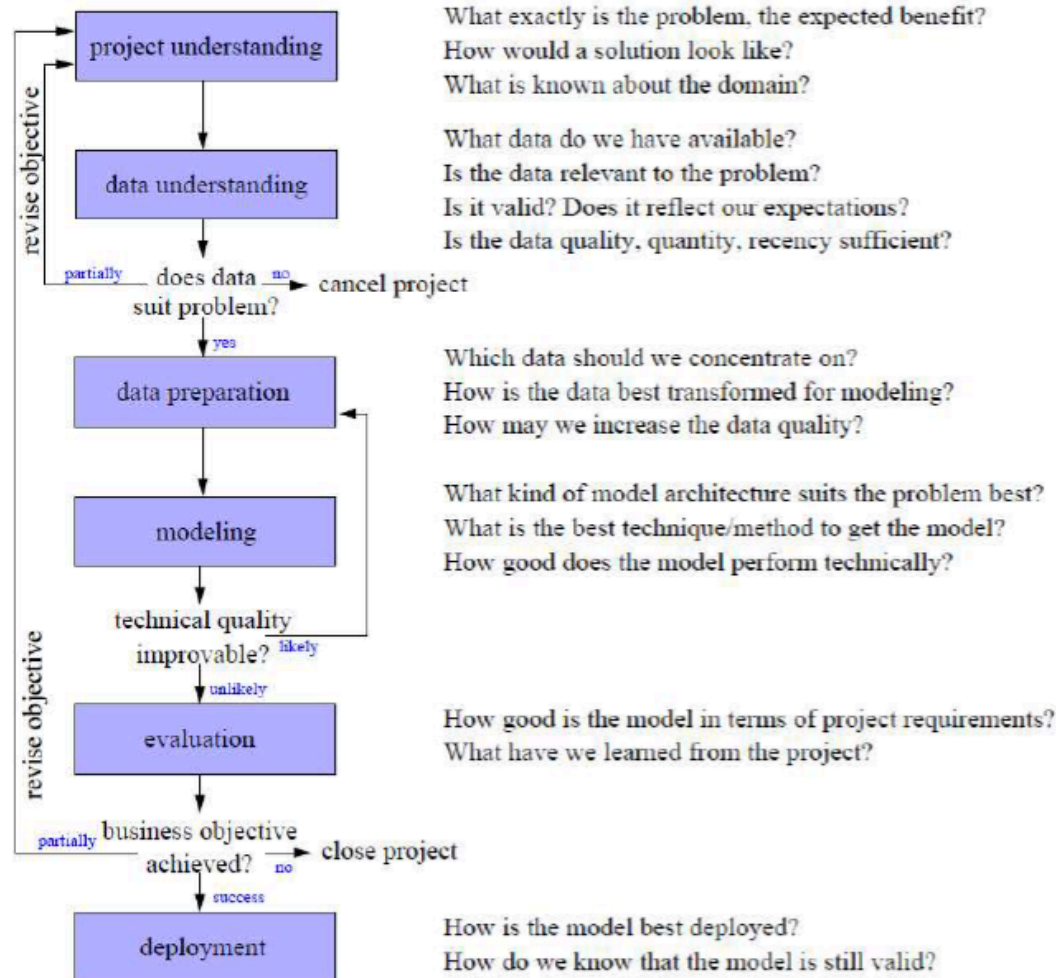 What exactly is the problem, the expected benefit?
project understanding
How would a solution look like?
What is known about the domain?
revise objective
What data do we have available?
data understanding
Is the data relevant to the problem?
Is it valid? Does it reflect our expectations?
Is the data quality, quantity, recency sufficient?
partially
does data
no
cancel project
suit problem?
yes
Which data should we concentrate on?
data preparation
How is the data best transformed for modeling?
How may we increase the data quality?
What kind of model architecture suits the problem best?
modeling
What is the best technique/method to get the model?
How good does the model perform technically?
technical quality
improvable?
likely
unlikely
revise objective
How good is the model in terms of project requirements?
evaluation
What have we learned from the project?
partially
business objective
achieved?
no
close project
success
How is the model best deployed?
deployment
How do we know that the model is still valid?